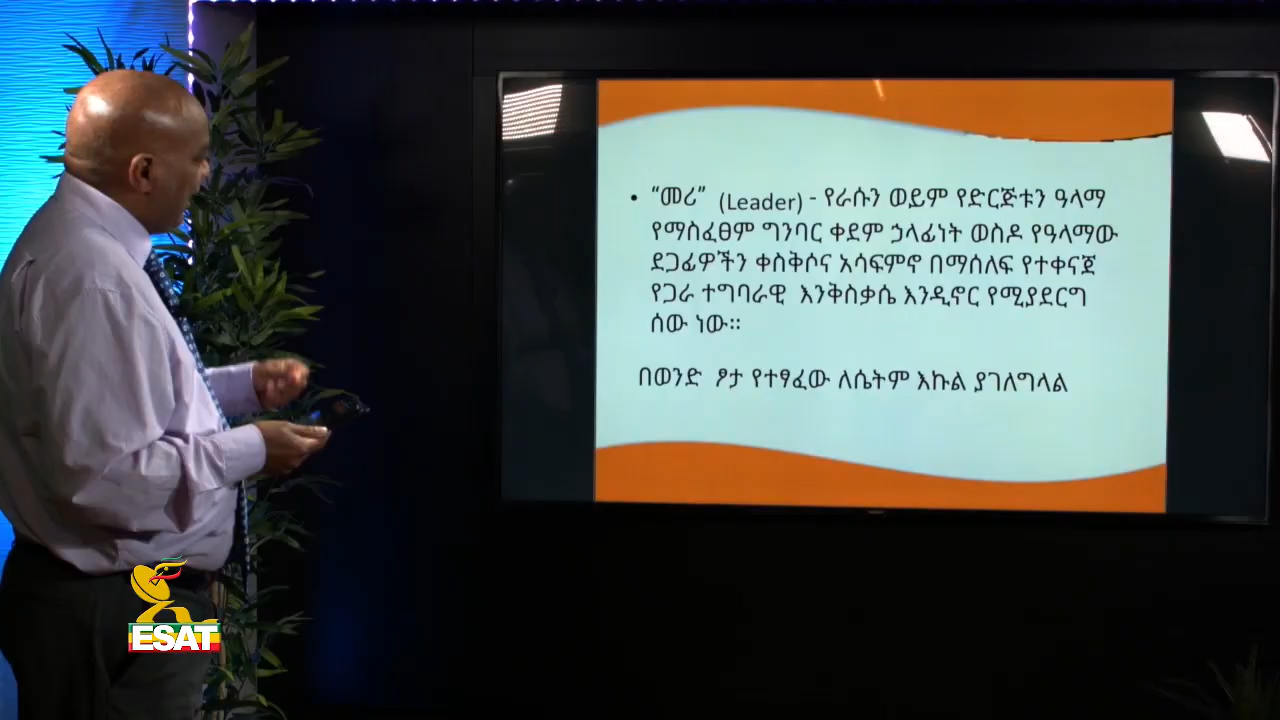 • “መሪ” (Leader) - የራሱን ወይም የድርጅቱን ዓላማ
የማስፈፀም ግንባር ቀደም ኃላፊነት ወስዶ የዓላማው
ደጋፊዎችን ቀስቅሶና አሳፍምኖ በማሰለፍ የተቀናጀ
የጋራ ተግባራዊ እንቅስቃሴ እንዲኖር የሚያደርግ
ሰው ነው።
በወንድ ፆታ የተፃፈው ለሴትም እኩል ያገለግላል
ESAT